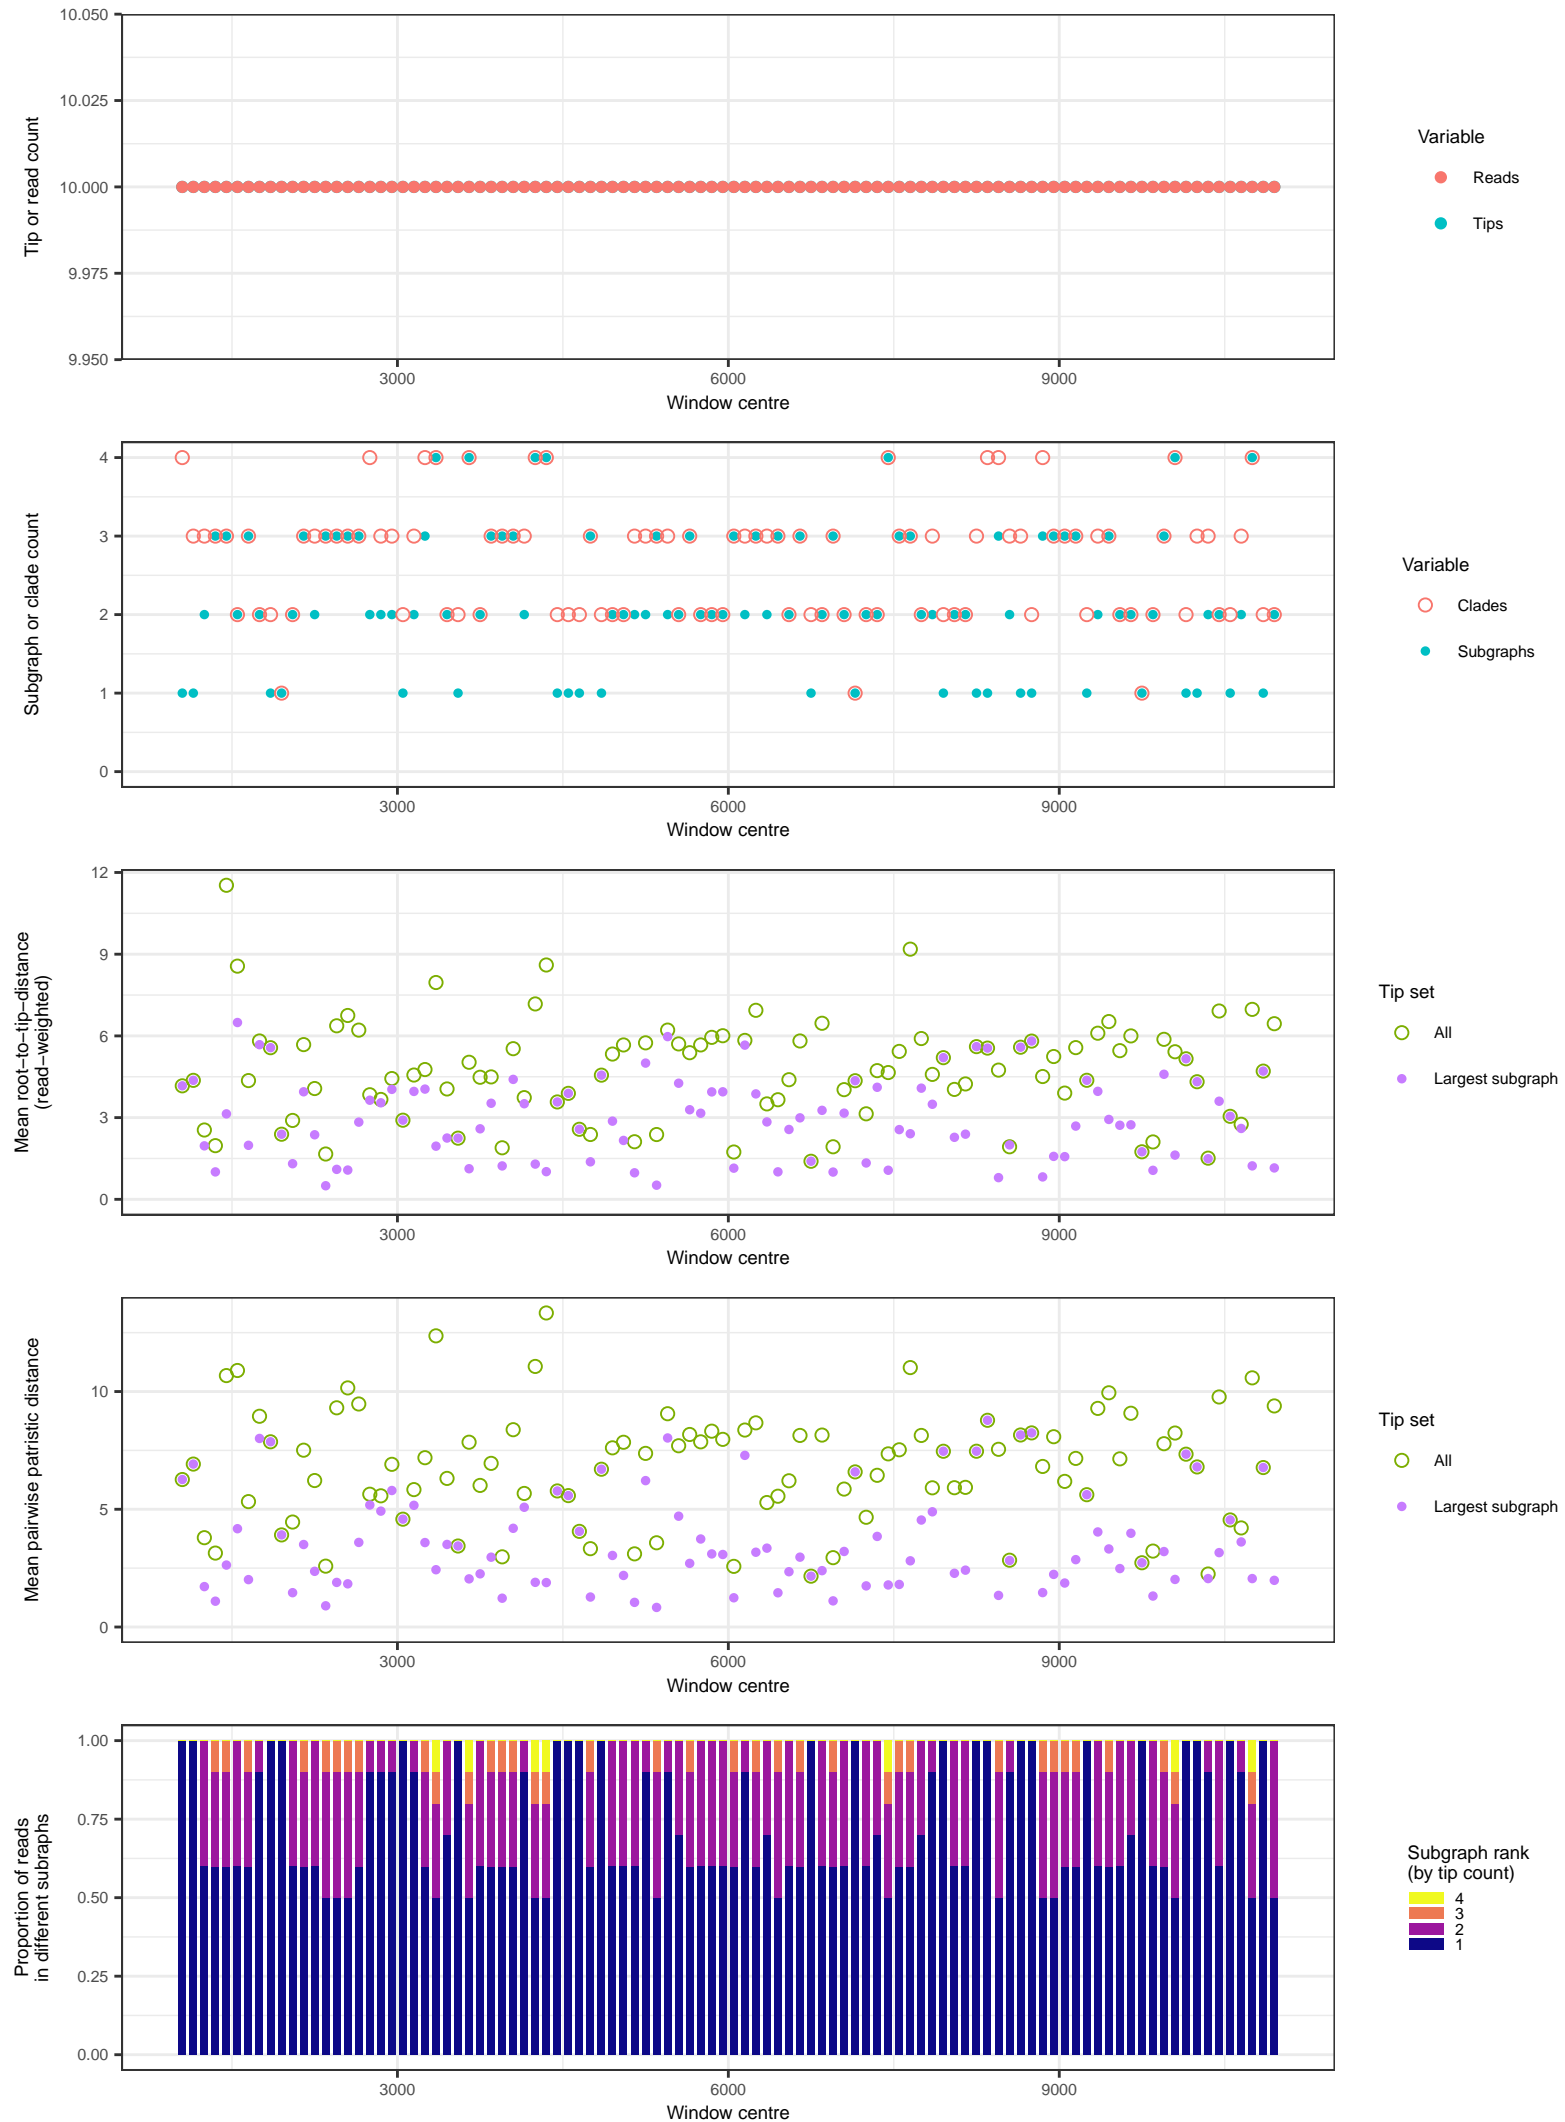 10.050
10.025
10.000
9.975
9.950
Tip or read count
3000 6000 9000
Window centre
Variable
Reads
Tips
4
3
2
1
0
Subgraph or clade count
3000 6000 9000
Window centre
Variable
Clades
Subgraphs
12
9
6
3
0
Mean root−to−tip−distance
(read−weighted)
3000 6000 9000
Window centre
Tip set
All
Largest subgraph
10
5
0
Mean pairwise patristic distance
3000 6000 9000
Window centre
Tip set
All
Largest subgraph
1.00
0.75
0.50
0.25
0.00
Proportion of reads
in different subraphs
3000 6000 9000
Window centre
Subgraph rank
(by tip count)
4
3
2
1